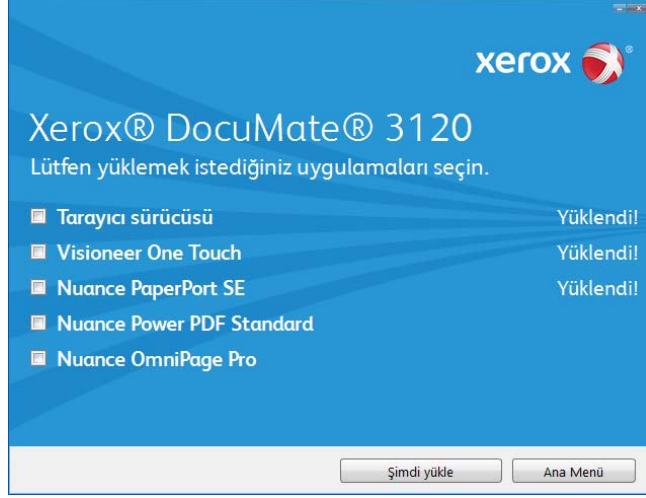 xerox ®
Xerox® DocuMate® 3120
Lütfen yüklemek istediğiniz uygulamaları seçin.
Tarayıcı sürücüsü Yüklendi!
Visioneer One Touch Yüklendi!
Nuance PaperPort SE Yüklendi!
Nuance Power PDF Standard
Nuance OmniPage Pro
Şimdi yükle Ana Menü